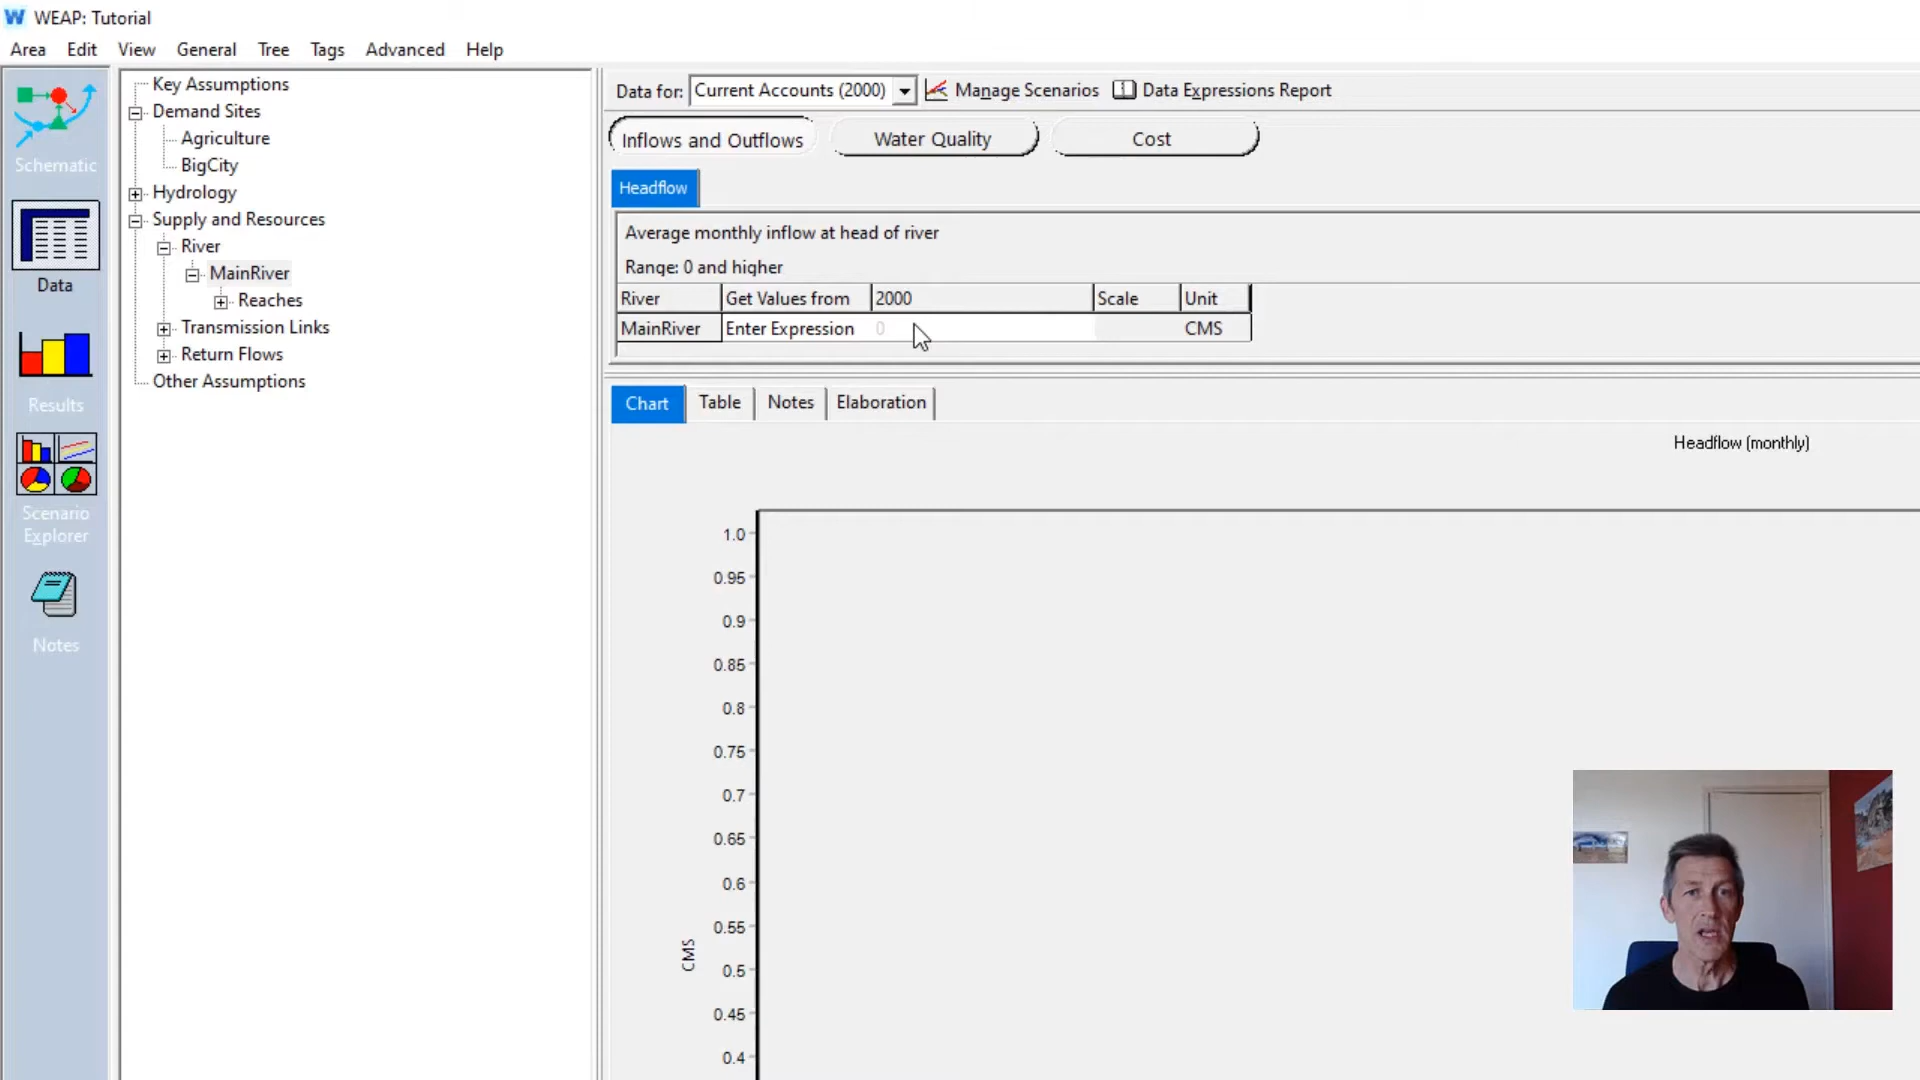 WEAP: Tutorial
Area Edit View General Tree Tags Advanced Help
Schematic
Data
Results
Scenario
Explorer
Notes
Key Assumptions
Demand Sites
Agriculture
BigCity
Hydrology
Supply and Resources
River
MainRiver
Reaches
Transmission Links
Return Flows
Other Assumptions
Data for: Current Accounts (2000) Manage Scenarios Data Expressions Report
Inflows and Outflows Water Quality Cost
Headflow
Average monthly inflow at head of river
Range: 0 and higher
River Get Values from 2000 Scale Unit
MainRiver Enter Expression 0 CMS
Chart Table Notes Elaboration
Headflow (monthly)
1.0
0.95
0.9
0.85
0.8
0.75
0.7
0.65
0.6
0.55
CMS
0.5
0.45
0.4